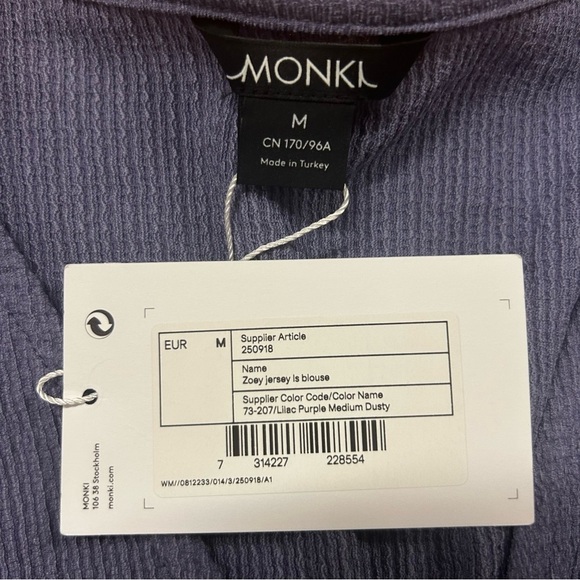 MONKI
M
CN 170/96A
Made in Turkey
EUR M
Supplier Article
250918
Name
Zoey jersey ls blouse
Supplier Color Code/Color Name
73-207/Lilac Purple Medium Dusty
7 314227 228554
WM//0812233/014/3/250918/A1
MONKI
106 38 Stockholm
monki.com